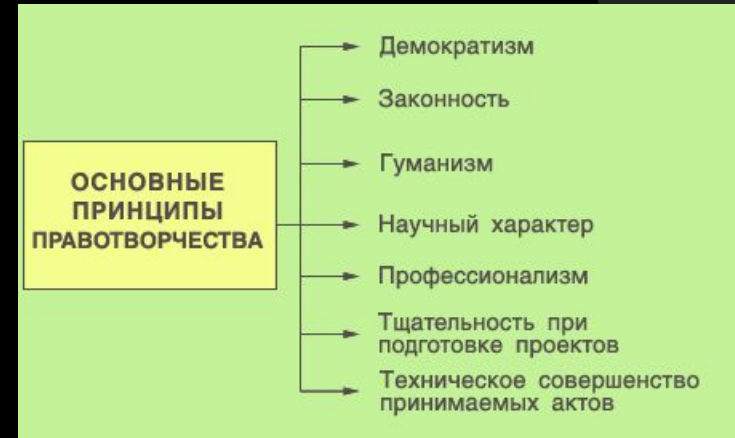 ОСНОВНЫЕ
ПРИНЦИПЫ
ПРАВОТВОРЧЕСТВА
Демократизм
Законность
Гуманизм
Научный характер
Профессионализм
Тщательность при
подготовке проектов
Техническое совершенство
принимаемых актов